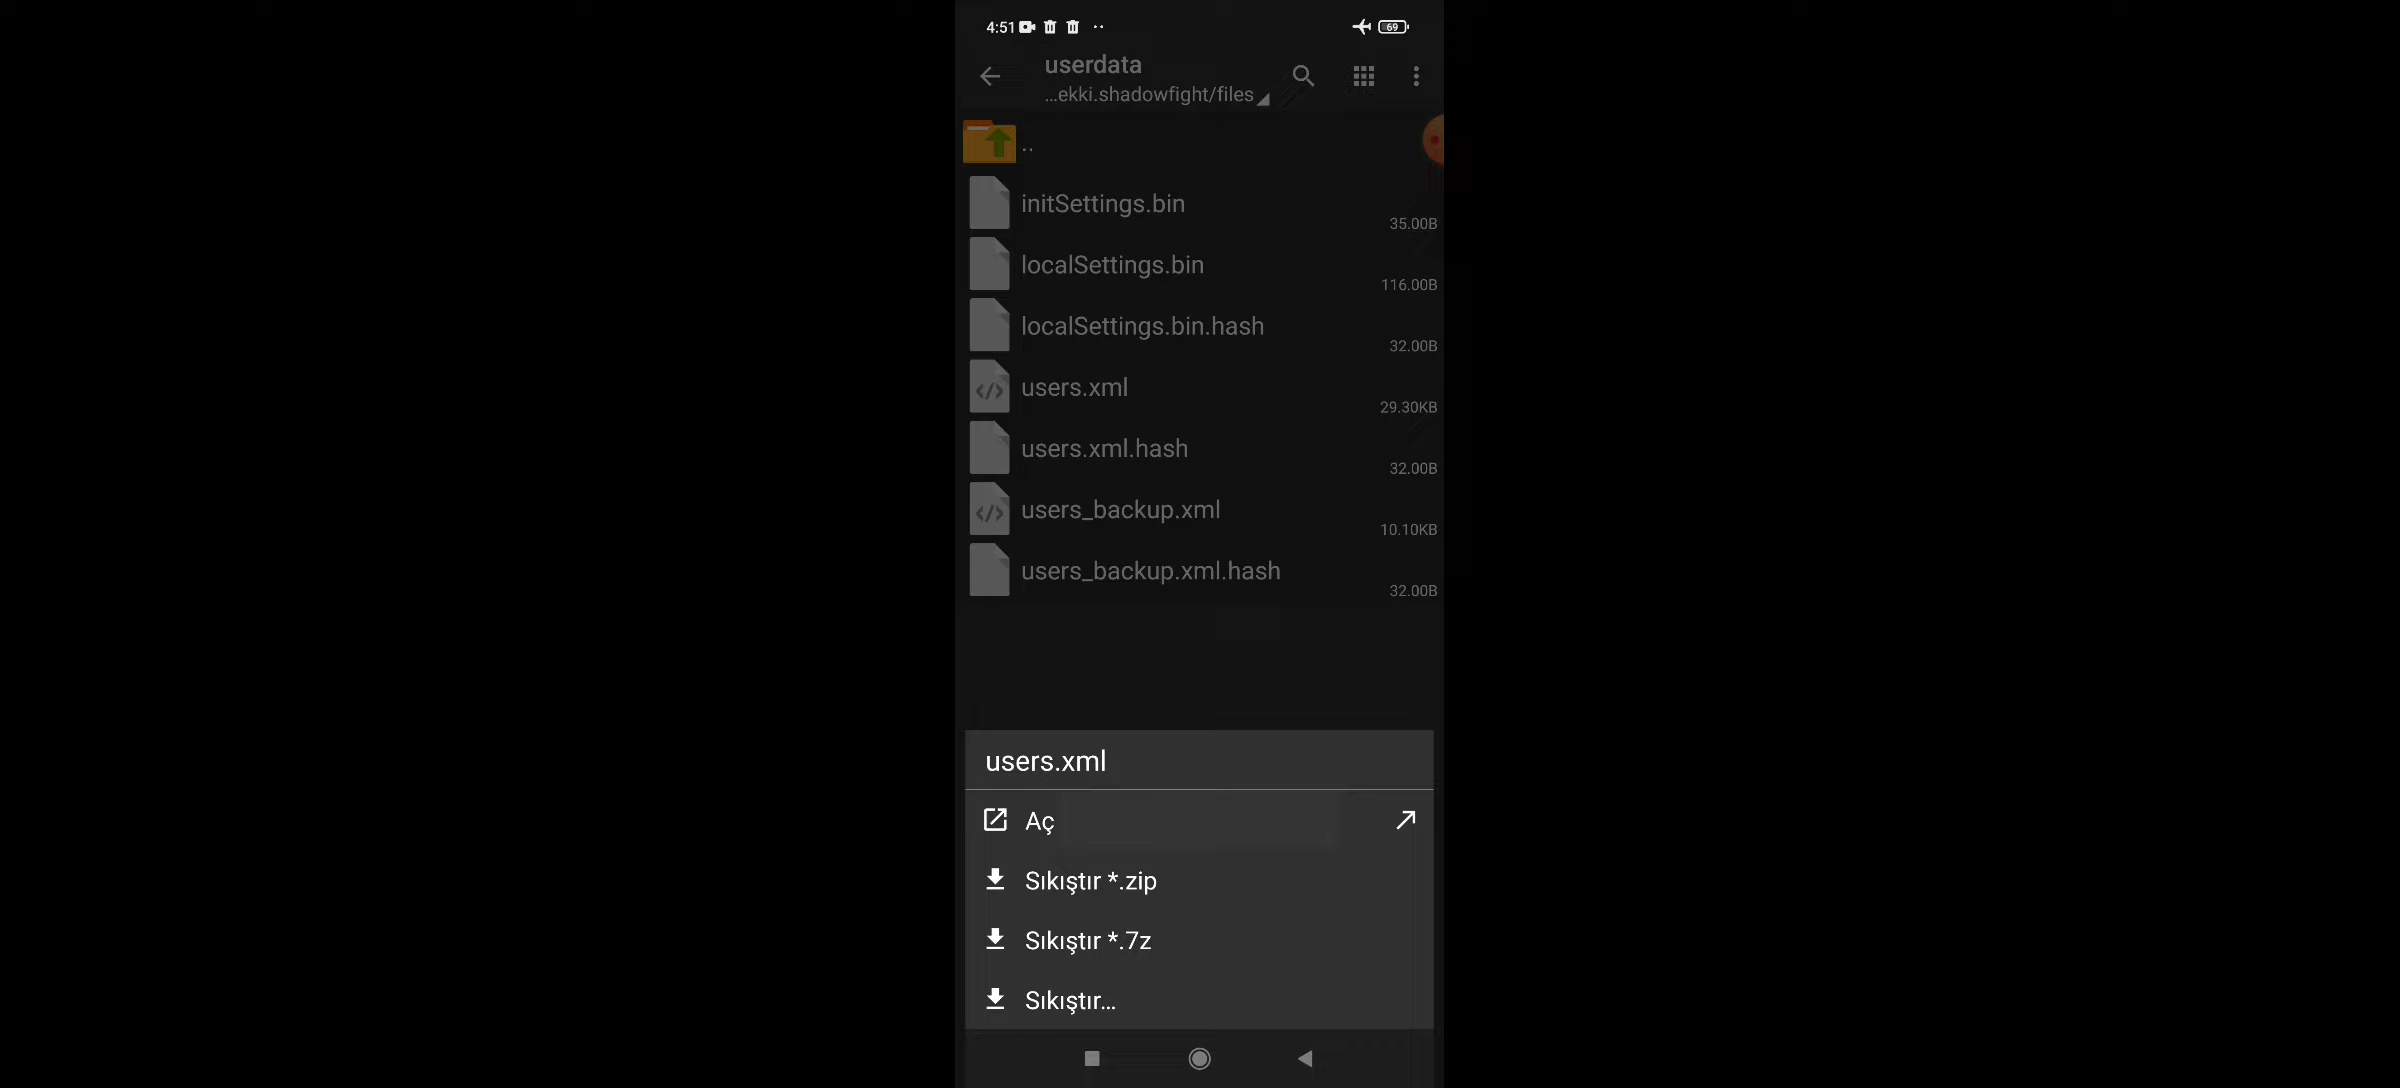 4:51
69
userdata
...ekki.shadowfight/files
..
initSettings.bin
35.00B
localSettings.bin
116.00B
localSettings.bin.hash
32.00B
users.xml
29.30KB
users.xml.hash
32.00B
users_backup.xml
10.10KB
users_backup.xml.hash
32.00B
users.xml
Aç
Sıkıştır *.zip
Sıkıştır *.7z
Sıkıştır...